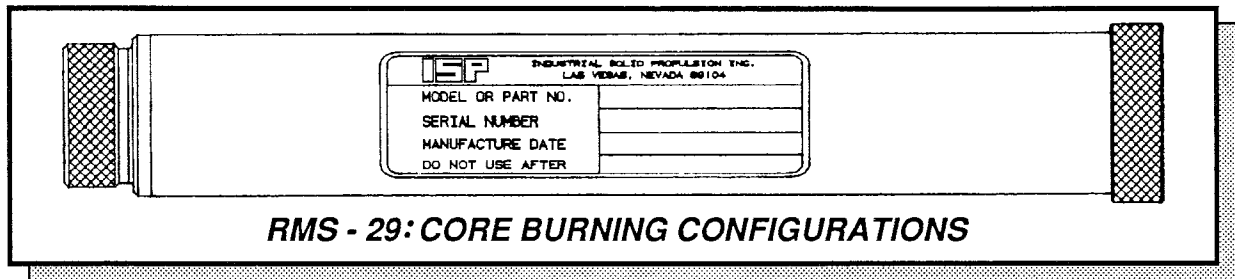 ISP
INDUSTRIAL SOLID PROPULSION INC.
LAS VEGAS, NEVADA 89104
MODEL OR PART NO.
SERIAL NUMBER
MANUFACTURE DATE
DO NOT USE AFTER
RMS - 29: CORE BURNING CONFIGURATIONS